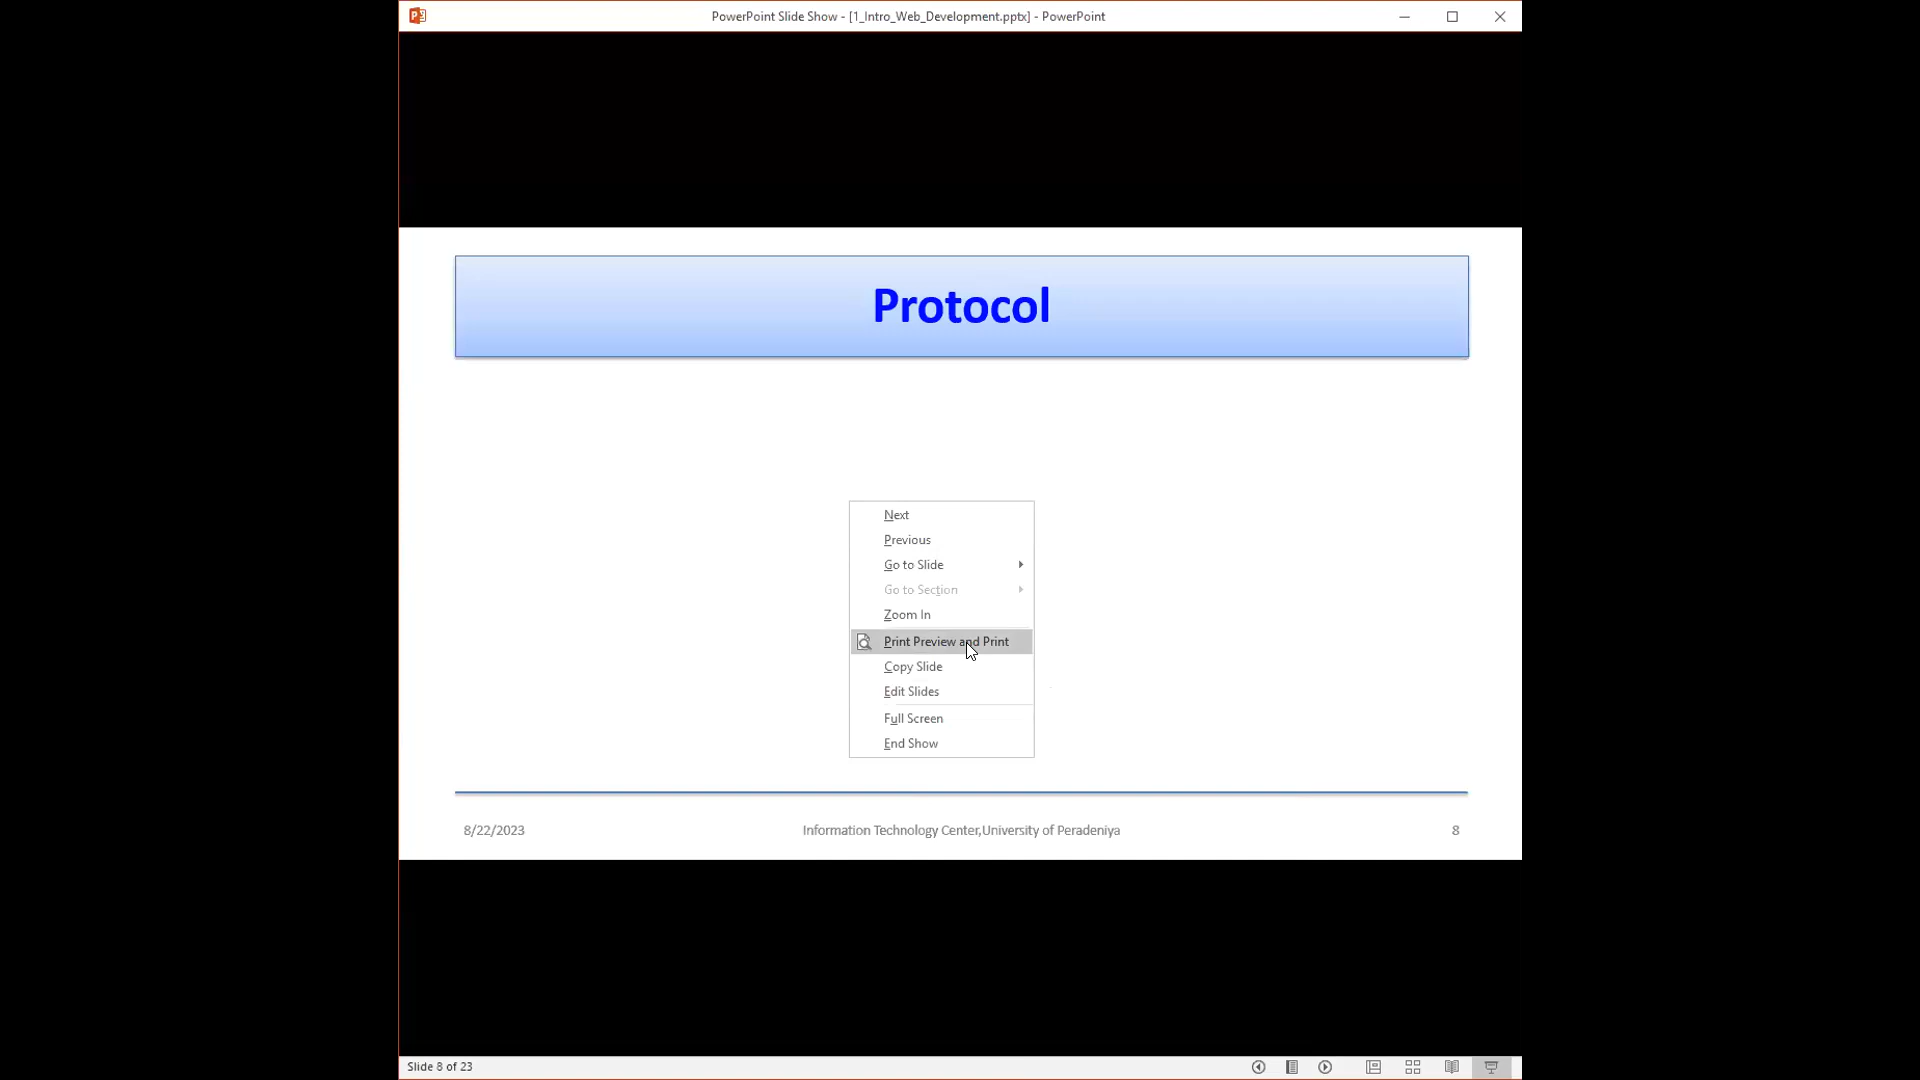 PowerPoint Slide Show - [1_Intro_Web_Development.pptx] - PowerPoint
Protocol
Next
Previous
Go to Slide
Go to Section
Zoom In
Print Preview and Print
Copy Slide
Edit Slides
Full Screen
End Show
8/22/2023
Information Technology Center,University of Peradeniya
8
Slide 8 of 23